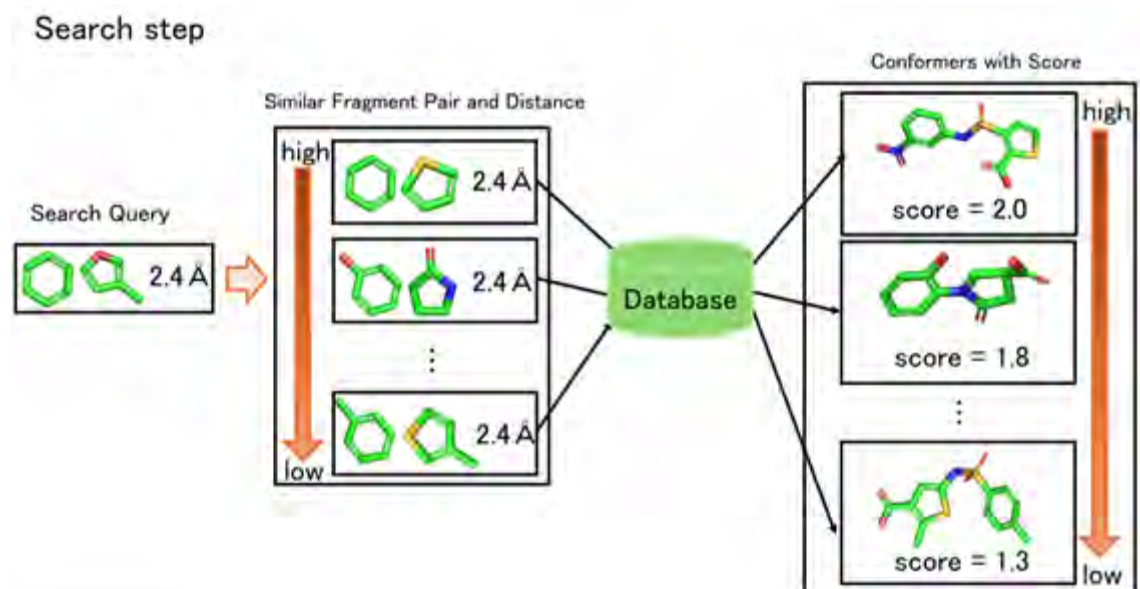 Search step
Search Query
2.4 Å
Similar Fragment Pair and Distance
high
2.4 Å
2.4 Å
⋮
2.4 Å
low
Database
Conformers with Score
high
score = 2.0
score = 1.8
⋮
score = 1.3
low